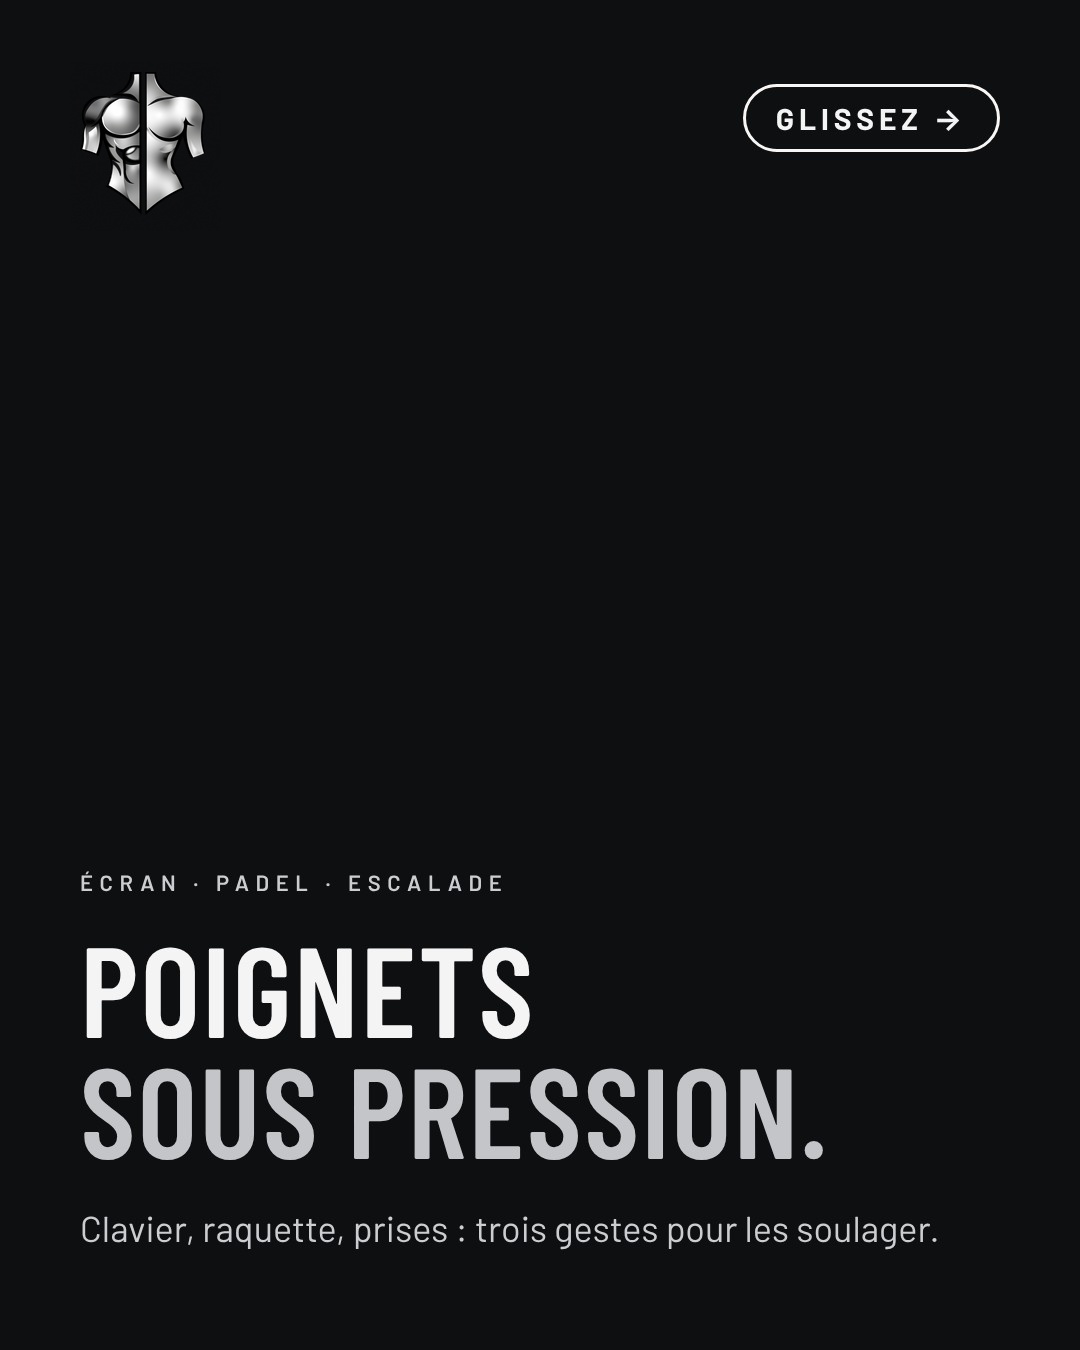 GLISSEZ →
ÉCRAN · PADEL · ESCALADE
POIGNETS
SOUS PRESSION.
Clavier, raquette, prises : trois gestes pour les soulager.